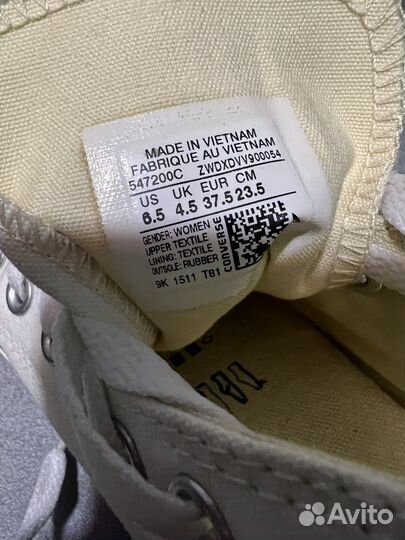 MADE IN VIETNAM
FABRIQUE AU VIETNAM
547200C ZWDXDVV900054
US UK EUR CM
6.5 4.5 37.5 23.5
GENDER: WOMEN
UPPER: TEXTILE
LINING: TEXTILE
OUTSOLE: RUBBER
9K 1511 T81
CONVERSE
Avito